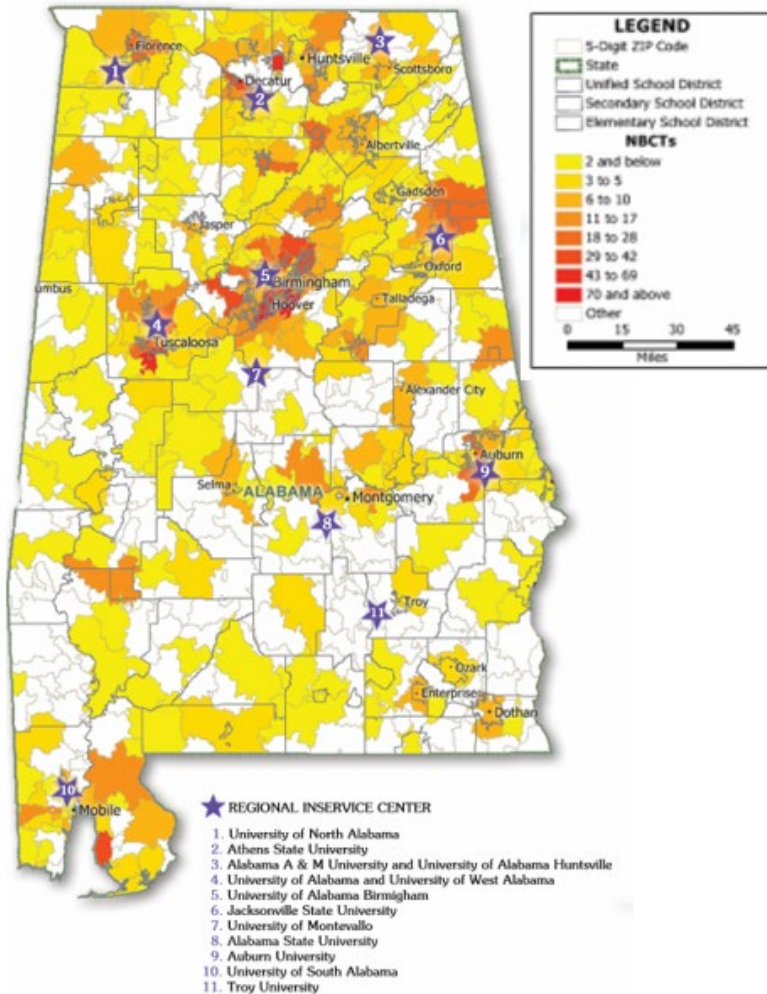 LEGEND
5-Digit ZIP Code
State
Unified School District
Secondary School District
Elementary School District
NBCTs
2 and below
3 to 5
6 to 10
11 to 17
18 to 28
29 to 42
43 to 69
70 and above
Other
0 15 30 45
Miles
Florence
1
3
Huntsville
Scottsboro
Decatur
2
Albertville
Gadsden
Jasper
6
Oxford
5
Birmingham
Hoover
Talladega
umbus
4
Tuscaloosa
7
Alexander City
Auburn
9
Selma
ALABAMA
Montgomery
8
11
Troy
Ozark
Enterprise
Dothan
10
Mobile
REGIONAL INSERVICE CENTER
1. University of North Alabama
2. Athens State University
3. Alabama A & M University and University of Alabama Huntsville
4. University of Alabama and University of West Alabama
5. University of Alabama Birmigham
6. Jacksonville State University
7. University of Montevallo
8. Alabama State University
9. Auburn University
10. University of South Alabama
11. Troy University